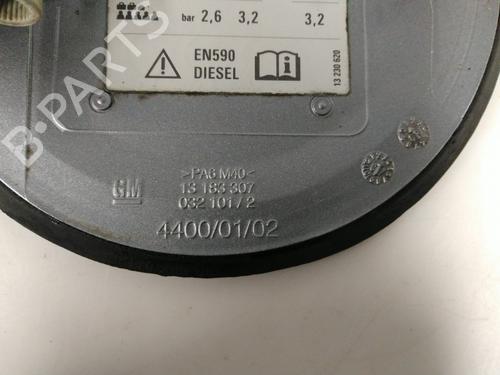 bar 2,6 3,2 3,2
EN590
DIESEL
13 230 620
B-PARTS
>PA6 M40<
GM
13 183 307
032 101 / 2
4400/01/02